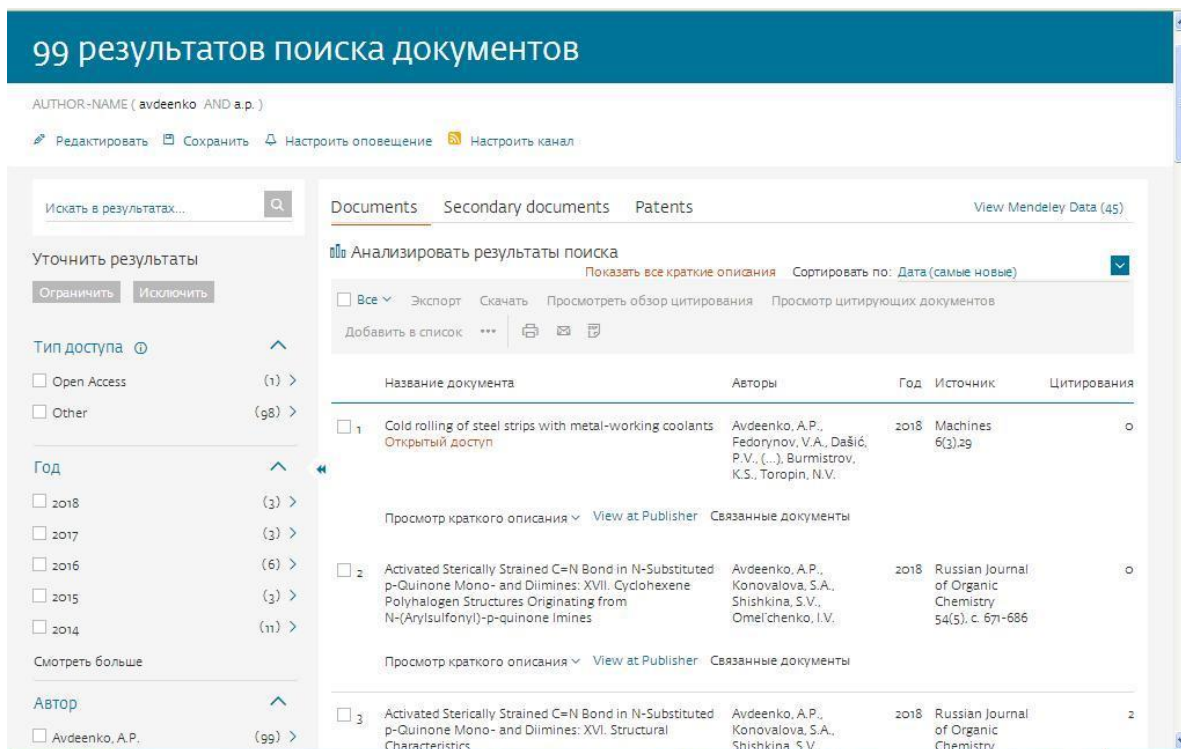 99 результатов поиска документов
AUTHOR-NAME ( avdeenko AND a.p. )
Редактировать Сохранить Настроить оповещение Настроить канал
Искать в результатах...
Уточнить результаты
Ограничить Исключить
Тип доступа
Open Access (1)
Other (98)
Год
2018 (3)
2017 (3)
2016 (6)
2015 (3)
2014 (11)
Смотреть больше
Автор
Avdeenko, A.P. (99)
Documents Secondary documents Patents View Mendeley Data (45)
Анализировать результаты поиска
Показать все краткие описания Сортировать по: Дата (самые новые)
Все Экспорт Скачать Просмотреть обзор цитирования Просмотр цитирующих документов
Добавить в список ...
Название документа Авторы Год Источник Цитирования
1 Cold rolling of steel strips with metal-working coolants Avdeenko, A.P., 2018 Machines 0
Открытый доступ Fedorynov, V.A., Dašić, 6(3),29
P.V., (...), Burmistrov,
K.S., Toropin, N.V.
Просмотр краткого описания View at Publisher Связанные документы
2 Activated Sterically Strained C=N Bond in N-Substituted Avdeenko, A.P., 2018 Russian Journal 0
p-Quinone Mono- and Diimines: XVII. Cyclohexene Konovalova, S.A., of Organic
Polyhalogen Structures Originating from Shishkina, S.V., Chemistry
N-(Arylsulfonyl)-p-quinone Imines Omel'chenko, I.V. 54(5), c. 671-686
Просмотр краткого описания View at Publisher Связанные документы
3 Activated Sterically Strained C=N Bond in N-Substituted Avdeenko, A.P., 2018 Russian Journal 2
p-Quinone Mono- and Diimines: XVI. Structural Konovalova, S.A., of Organic
Characteristics Shishkina, S.V. Chemistry